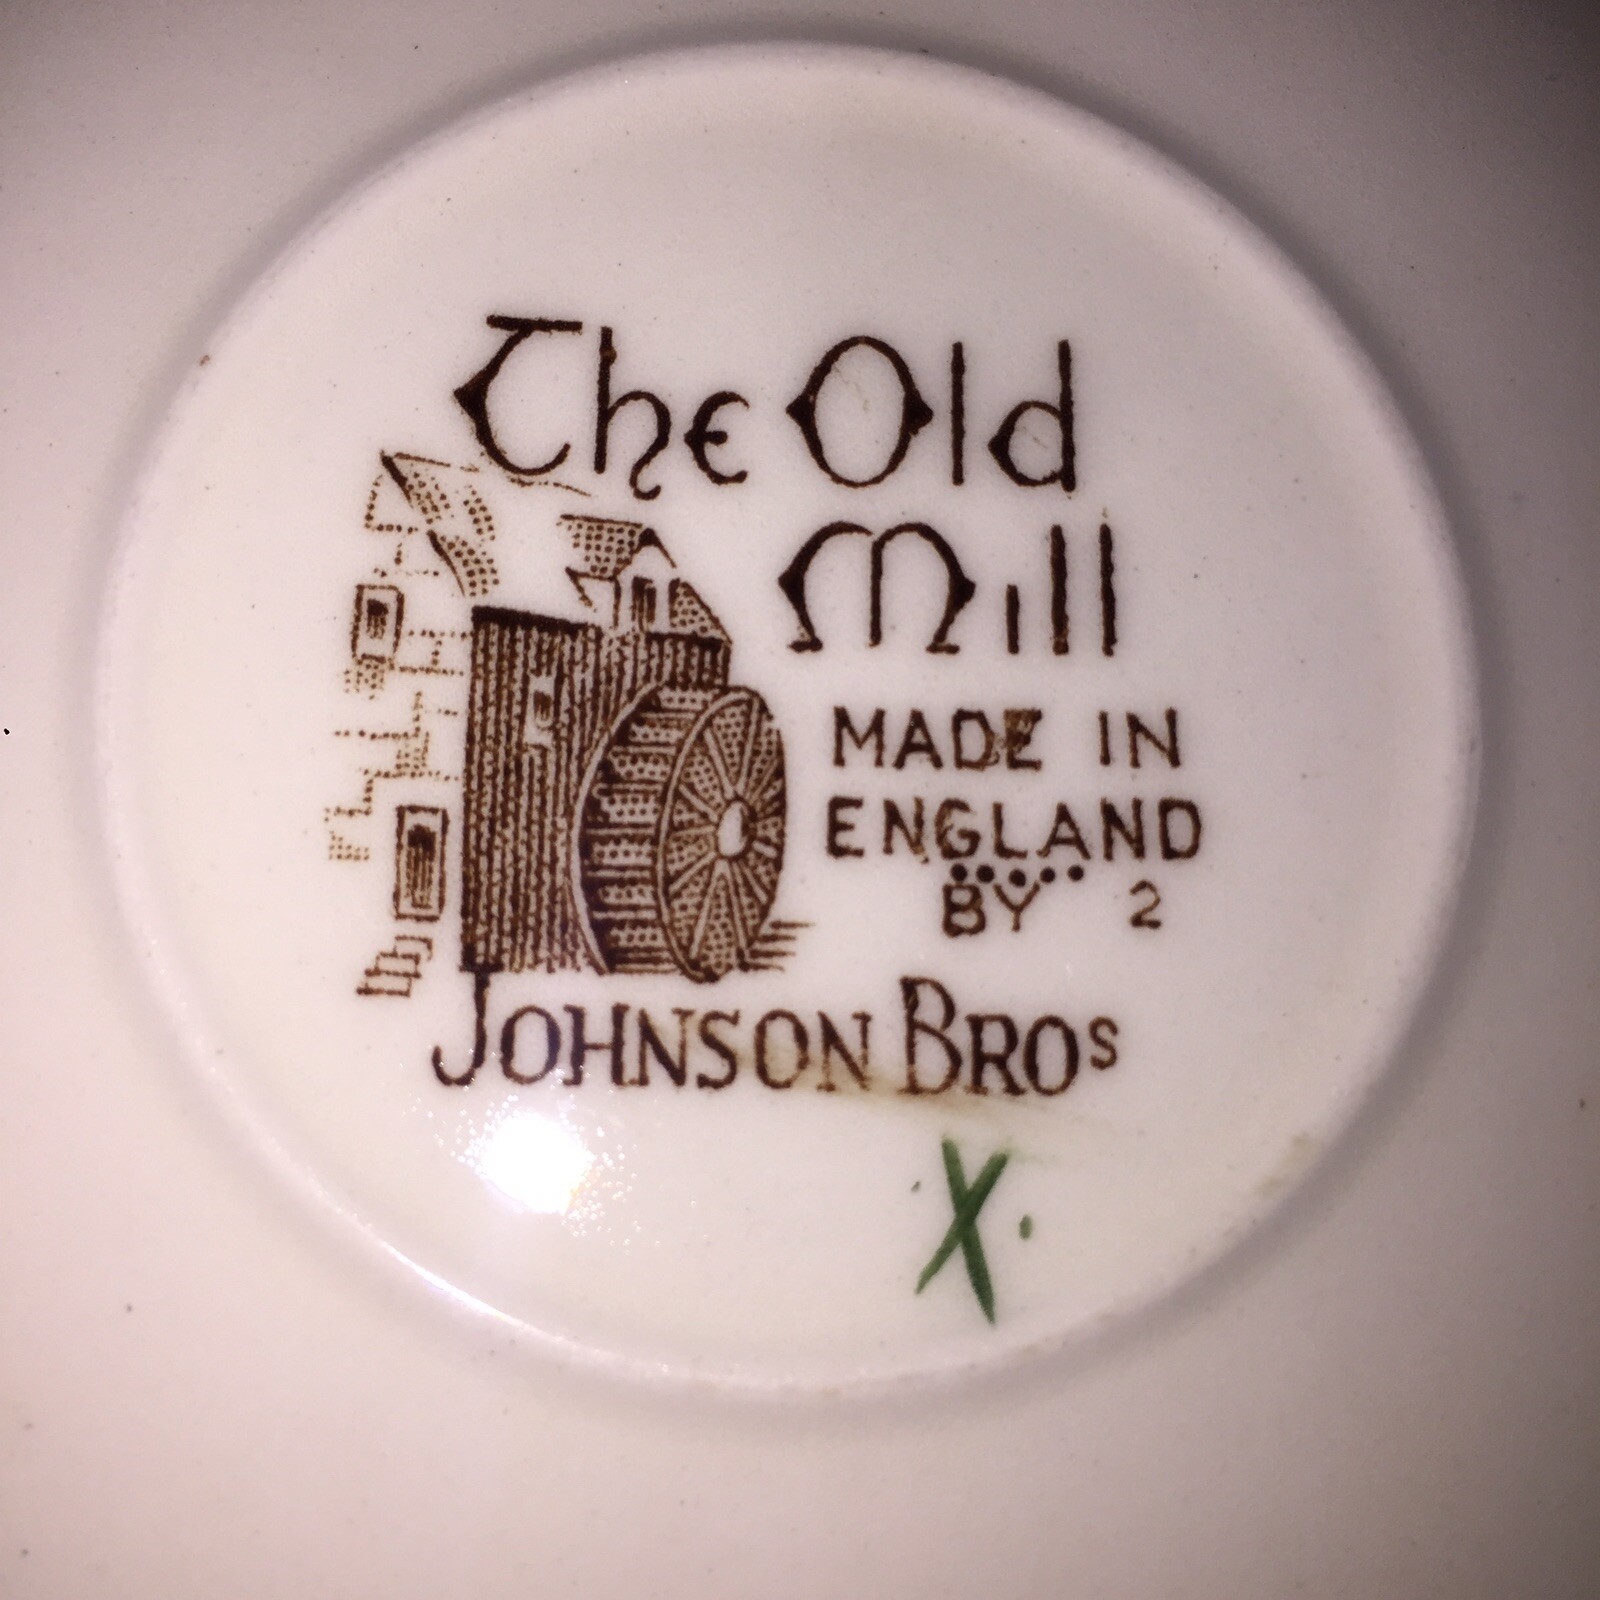 The Old
Mill
MADE IN
ENGLAND
BY 2
JOHNSON BROS
X.